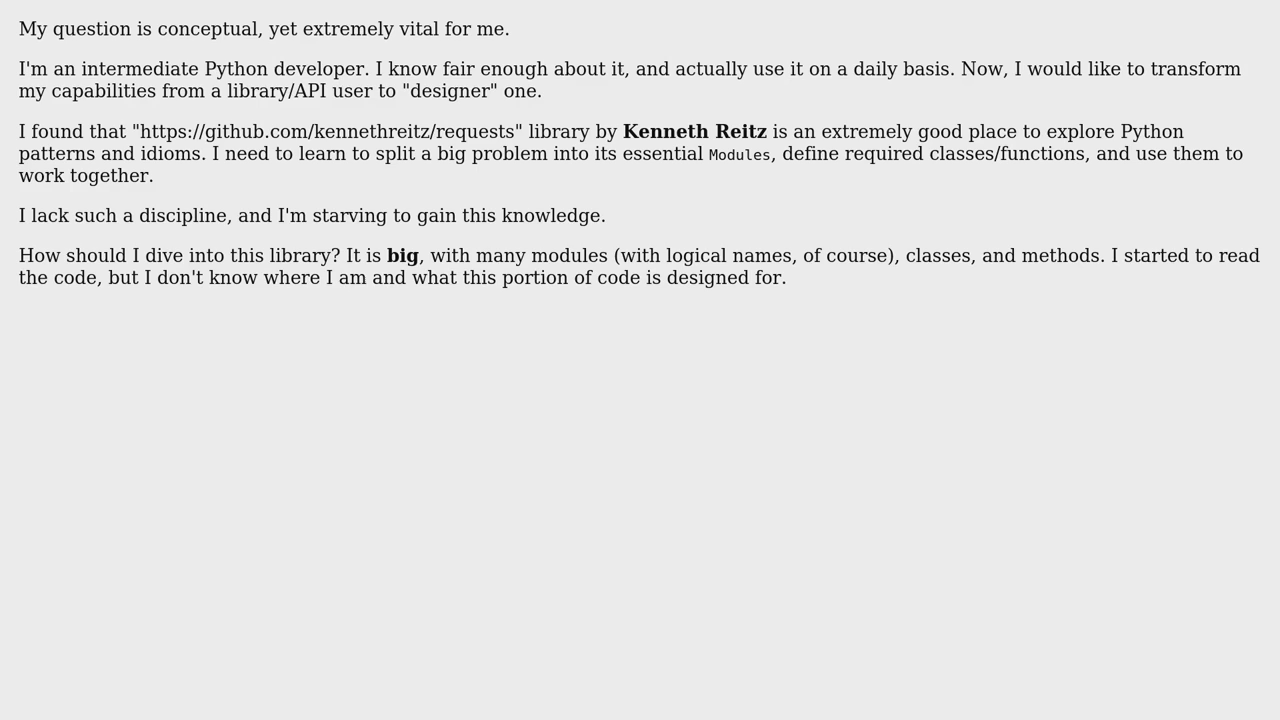 My question is conceptual, yet extremely vital for me.
I'm an intermediate Python developer. I know fair enough about it, and actually use it on a daily basis. Now, I would like to transform
my capabilities from a library/API user to "designer" one.
I found that "https://github.com/kennethreitz/requests" library by Kenneth Reitz is an extremely good place to explore Python
patterns and idioms. I need to learn to split a big problem into its essential Modules, define required classes/functions, and use them to
work together.
I lack such a discipline, and I'm starving to gain this knowledge.
How should I dive into this library? It is big, with many modules (with logical names, of course), classes, and methods. I started to read
the code, but I don't know where I am and what this portion of code is designed for.